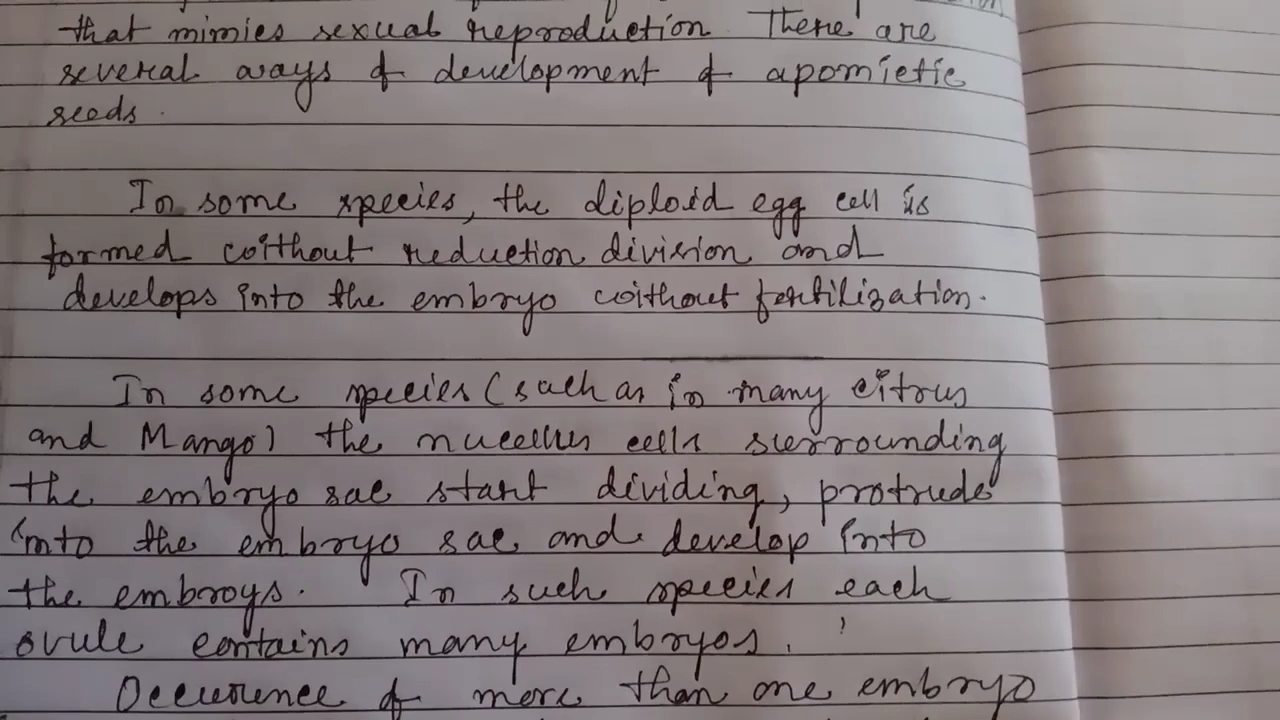 that mimics sexual reproduction. There are
several ways of development of apomictic
seeds.
In some species, the diploid egg cell is
formed without reduction division and
develops into the embryo without fertilization.
In some species (such as in many citrus
and Mango) the nucellus cells surrounding
the embryo sac start dividing, protrude
into the embryo sac and develop into
the embroys. In such species each
ovule contains many embryos.
Occurence of more than one embryo